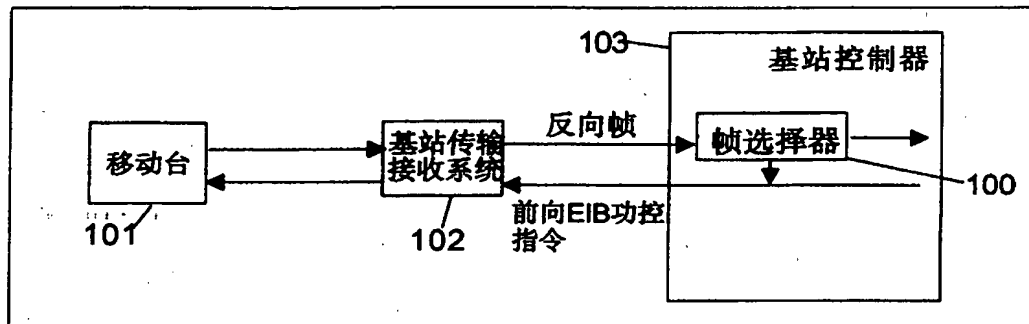 103
基站控制器
移动台
基站传输
接收系统
反向帧
帧选择器
前向EIB功控
指令
101
102
100